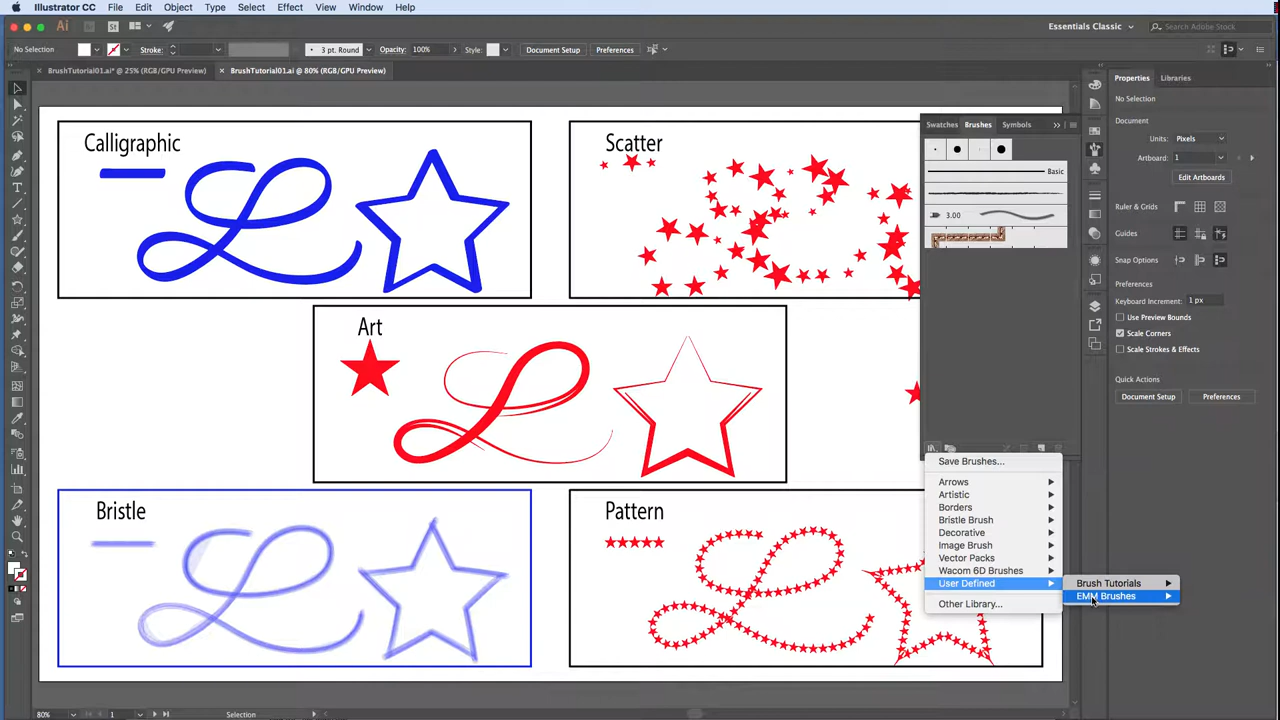 Illustrator CC File Edit Object Type Select Effect View Window Help
Ai St Essentials Classic Search Adobe Stock
No Selection Stroke: 3 pt. Round Opacity: 100% Style: Document Setup Preferences
BrushTutorial01.ai* @ 25% (RGB/GPU Preview) BrushTutorial01.ai @ 80% (RGB/GPU Preview)
Calligraphic
Scatter
Art
Bristle
Pattern
Swatches Brushes Symbols
Basic
3.00
Save Brushes...
Arrows
Artistic
Borders
Bristle Brush
Decorative
Image Brush
Vector Packs
Wacom 6D Brushes
User Defined
Other Library...
Brush Tutorials
EMM Brushes
Properties Libraries
No Selection
Document
Units: Pixels
Artboard: 1
Edit Artboards
Ruler & Grids
Guides
Snap Options
Preferences
Keyboard Increment: 1 px
Use Preview Bounds
Scale Corners
Scale Strokes & Effects
Quick Actions
Document Setup Preferences
80% 1 Selection